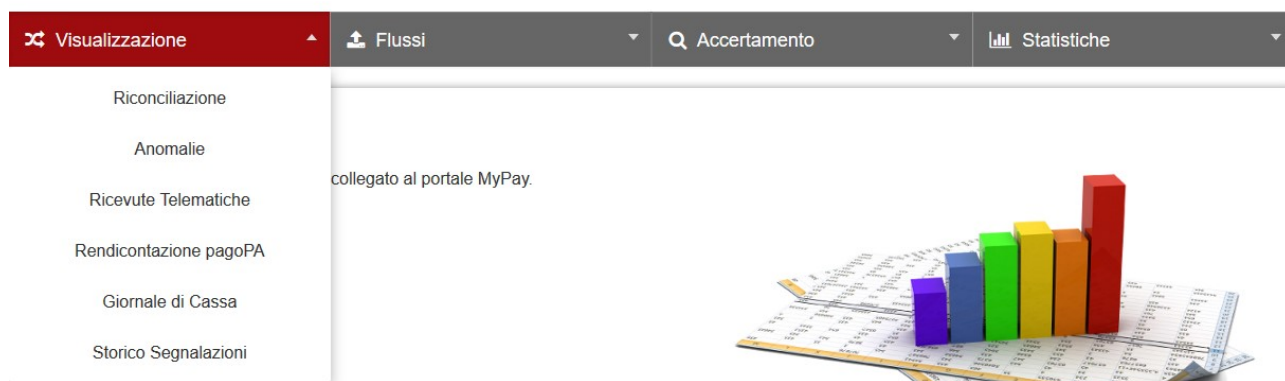 Visualizzazione
Flussi
Accertamento
Statistiche
Riconciliazione
Anomalie
collegato al portale MyPay.
Ricevute Telematiche
Rendicontazione pagoPA
Giornale di Cassa
Storico Segnalazioni